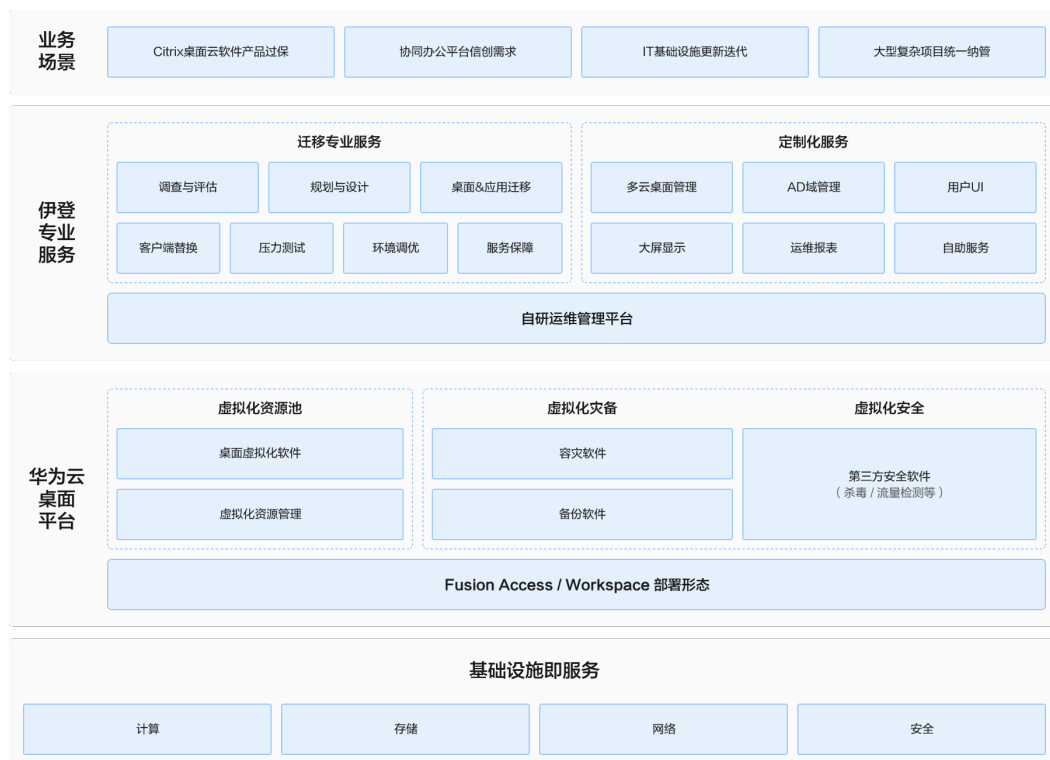 业务
场景
Citrix桌面云软件产品过保
协同办公平台信创需求
IT基础设施更新迭代
大型复杂项目统一纳管
伊登
专业
服务
迁移专业服务
调查与评估
规划与设计
桌面&应用迁移
客户端替换
压力测试
环境调优
服务保障
定制化服务
多云桌面管理
AD域管理
用户UI
大屏显示
运维报表
自助服务
自研运维管理平台
华为云
桌面
平台
虚拟化资源池
桌面虚拟化软件
虚拟化资源管理
虚拟化灾备
容灾软件
备份软件
虚拟化安全
第三方安全软件
（ 杀毒 / 流量检测等 ）
Fusion Access / Workspace 部署形态
基础设施即服务
计算
存储
网络
安全